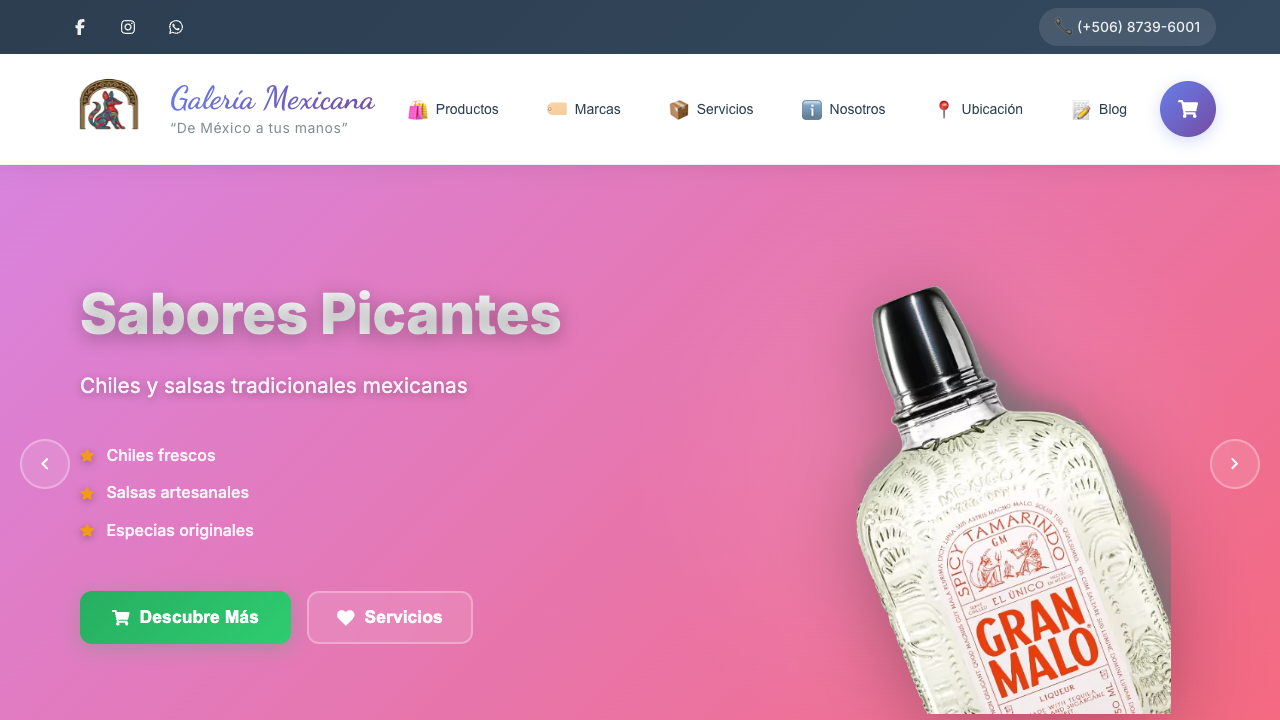 (+506) 8739-6001
Galería Mexicana
“De México a tus manos”
Productos
Marcas
Servicios
Nosotros
Ubicación
Blog
Sabores Picantes
Chiles y salsas tradicionales mexicanas
Chiles frescos
Salsas artesanales
Especias originales
Descubre Más
Servicios
MEXICO
SPICY TAMARINDO
GM
EL ÚNICO
GRAN
MALO
LIQUEUR